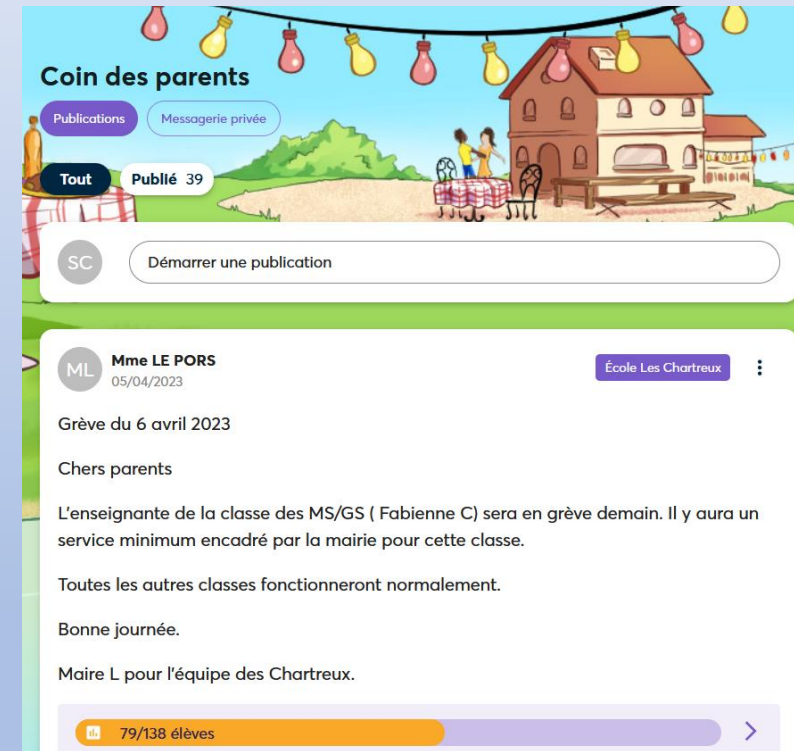 Coin des parents
Publications
Messagerie privée
Tout
Publié 39
SC
Démarrer une publication
ML
Mme LE PORS
05/04/2023
École Les Chartreux
Grève du 6 avril 2023
Chers parents
L'enseignante de la classe des MS/GS ( Fabienne C) sera en grève demain. Il y aura un
service minimum encadré par la mairie pour cette classe.
Toutes les autres classes fonctionneront normalement.
Bonne journée.
Maire L pour l'équipe des Chartreux.
79/138 élèves